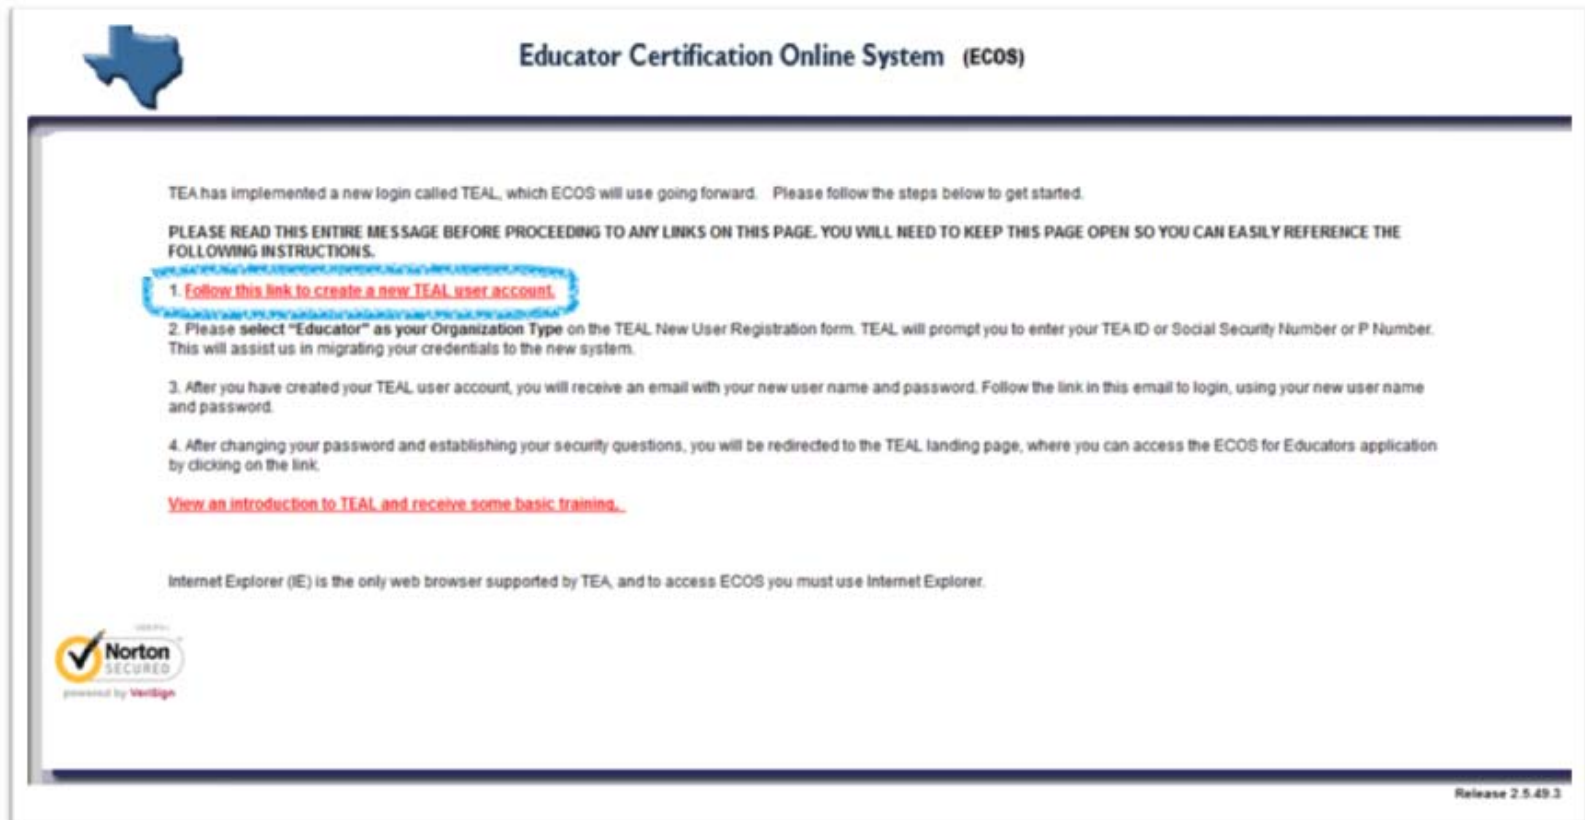 Educator Certification Online System (ECOS)
TEA has implemented a new login called TEAL, which ECOS will use going forward. Please follow the steps below to get started.
PLEASE READ THIS ENTIRE MESSAGE BEFORE PROCEEDING TO ANY LINKS ON THIS PAGE. YOU WILL NEED TO KEEP THIS PAGE OPEN SO YOU CAN EASILY REFERENCE THE
FOLLOWING INSTRUCTIONS.
1. Follow this link to create a new TEAL user account.
2. Please select "Educator" as your Organization Type on the TEAL New User Registration form. TEAL will prompt you to enter your TEA ID or Social Security Number or P Number.
This will assist us in migrating your credentials to the new system.
3. After you have created your TEAL user account, you will receive an email with your new user name and password. Follow the link in this email to login, using your new user name
and password.
4. After changing your password and establishing your security questions, you will be redirected to the TEAL landing page, where you can access the ECOS for Educators application
by clicking on the link.
View an introduction to TEAL and receive some basic training.
Internet Explorer (IE) is the only web browser supported by TEA, and to access ECOS you must use Internet Explorer.
Norton
SECURED
powered by VeriSign
Release 2.5.49.3